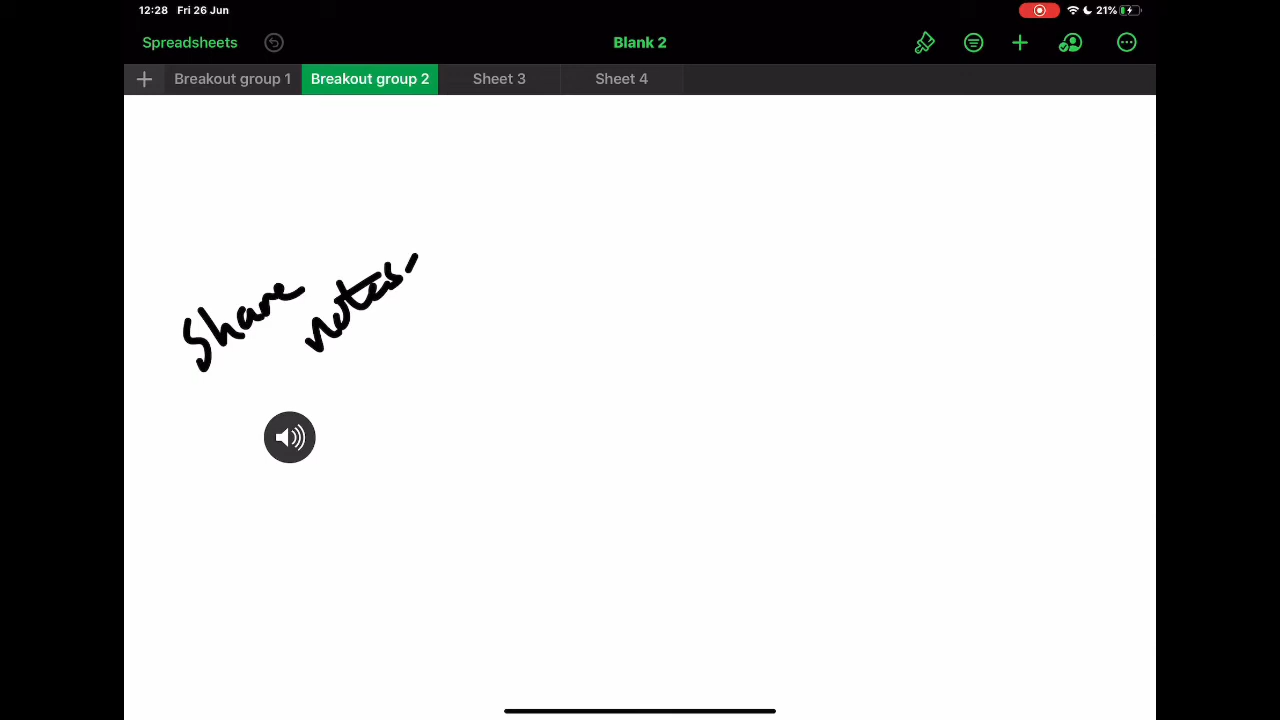 12:28 Fri 26 Jun 21%
Spreadsheets Blank 2
Breakout group 1 Breakout group 2 Sheet 3 Sheet 4
Share
notes